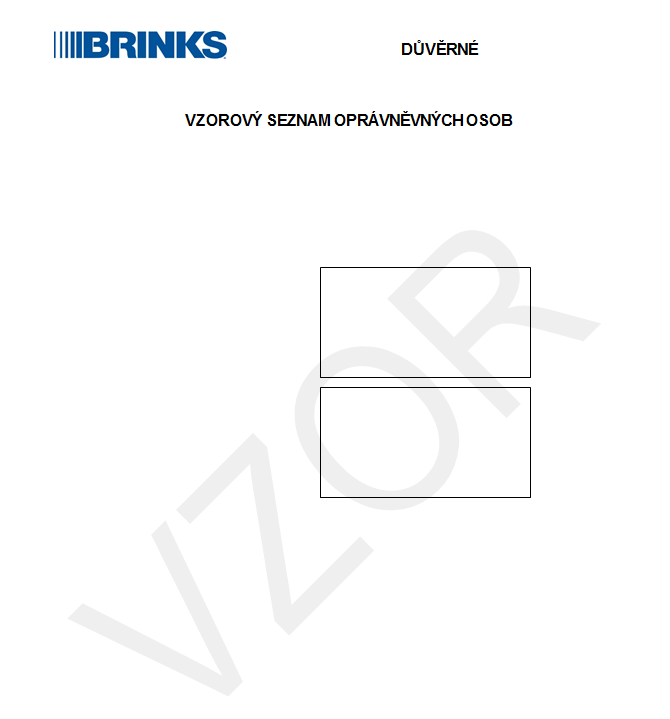 BRINKS
DŮVĚRNÉ
VZOROVÝ SEZNAM OPRÁVNĚVNÝCH OSOB
VZOR